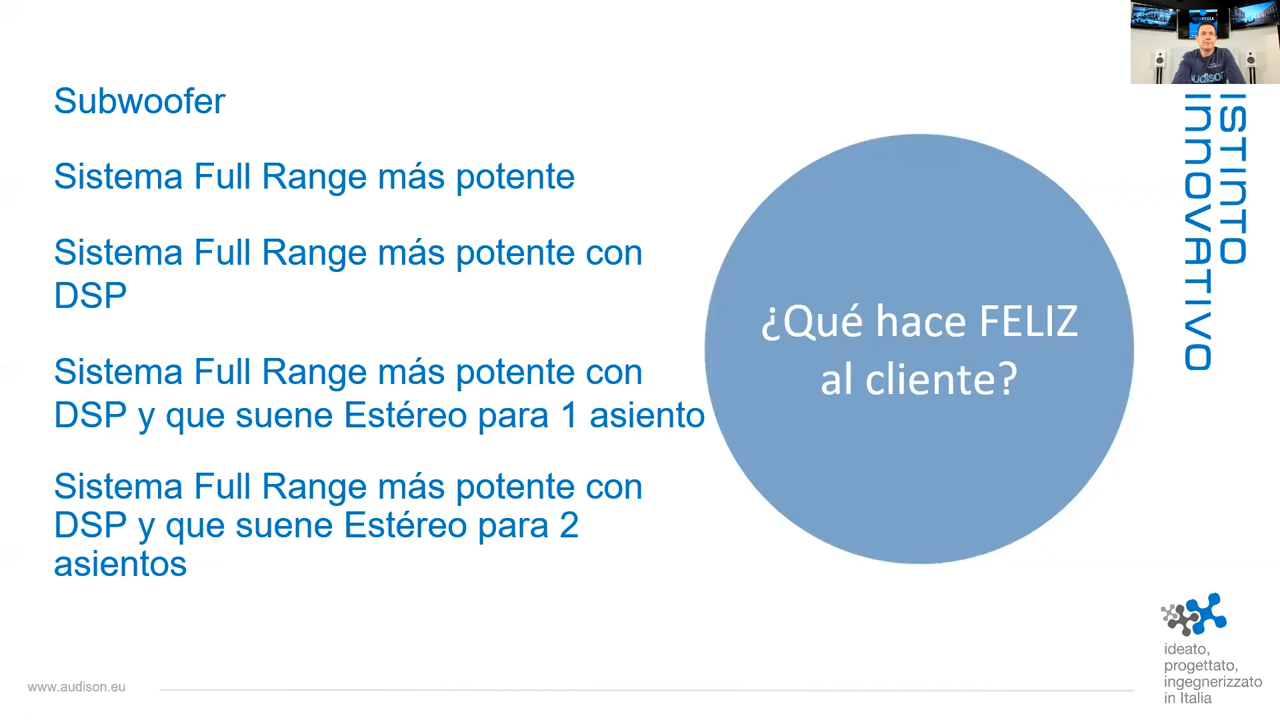 Subwoofer
Sistema Full Range más potente
Sistema Full Range más potente con
DSP
Sistema Full Range más potente con
DSP y que suene Estéreo para 1 asiento
Sistema Full Range más potente con
DSP y que suene Estéreo para 2
asientos
¿Qué hace FELIZ
al cliente?
ISTINTO
INNOVATIVO
audison
ideato,
progettato,
ingegnerizzato
in Italia
www.audison.eu